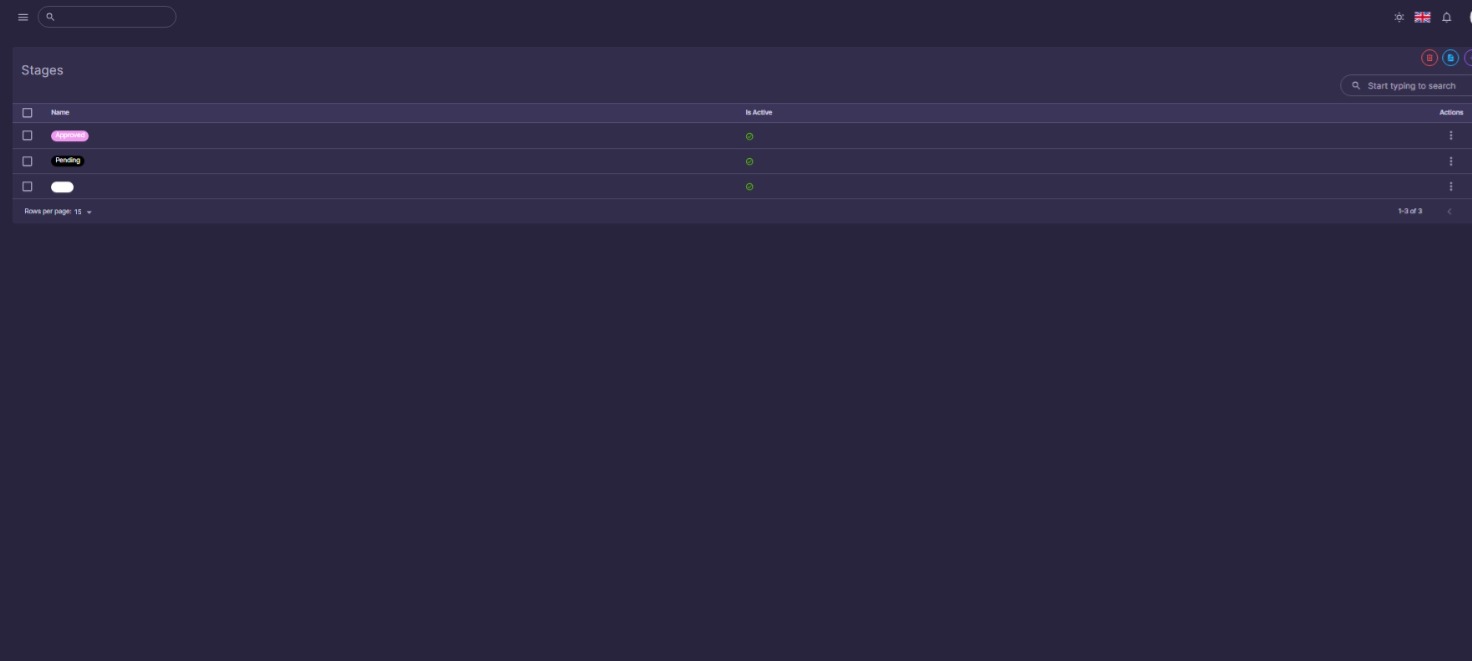 Stages
Start typing to search
Name Is Active Actions
Approved
Pending
Rows per page: 15 1–3 of 3